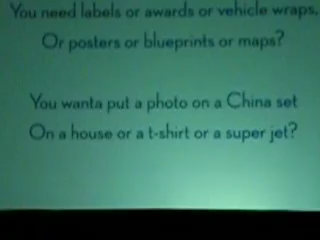 You need labels or awards or vehicle wraps,
Or posters or blueprints or maps?
You wanta put a photo on a China set
On a house or a t-shirt or a super jet?